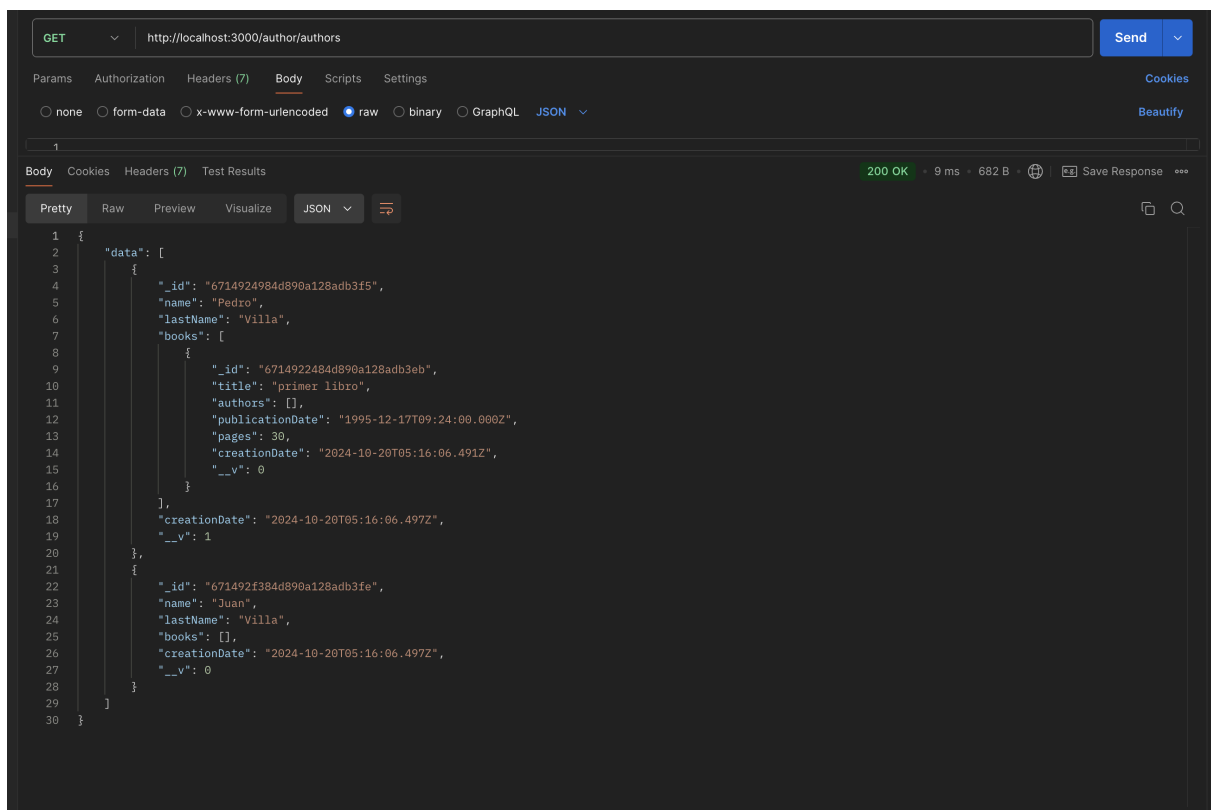 GET http://localhost:3000/author/authors Send
Params Authorization Headers (7) Body Scripts Settings Cookies
none form-data x-www-form-urlencoded raw binary GraphQL JSON Beautify
1
Body Cookies Headers (7) Test Results 200 OK 9 ms 682 B e.g. Save Response
Pretty Raw Preview Visualize JSON
1 {
2 "data": [
3 {
4 "_id": "6714924984d890a128adb3f5",
5 "name": "Pedro",
6 "lastName": "Villa",
7 "books": [
8 {
9 "_id": "6714922484d890a128adb3eb",
10 "title": "primer libro",
11 "authors": [],
12 "publicationDate": "1995-12-17T09:24:00.000Z",
13 "pages": 30,
14 "creationDate": "2024-10-20T05:16:06.491Z",
15 "__v": 0
16 }
17 ],
18 "creationDate": "2024-10-20T05:16:06.497Z",
19 "__v": 1
20 },
21 {
22 "_id": "671492f384d890a128adb3fe",
23 "name": "Juan",
24 "lastName": "Villa",
25 "books": [],
26 "creationDate": "2024-10-20T05:16:06.497Z",
27 "__v": 0
28 }
29 ]
30 }